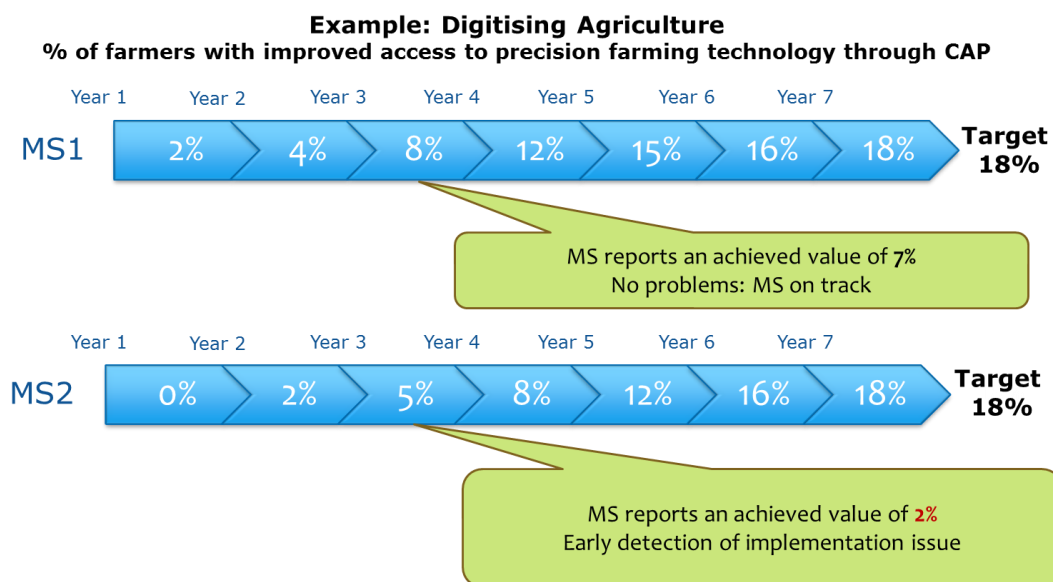 Example: Digitising Agriculture
% of farmers with improved access to precision farming technology through CAP
Year 1 Year 2 Year 3 Year 4 Year 5 Year 6 Year 7
MS1 2% 4% 8% 12% 15% 16% 18% Target
18%
MS reports an achieved value of 7%
No problems: MS on track
Year 1 Year 2 Year 3 Year 4 Year 5 Year 6 Year 7
MS2 0% 2% 5% 8% 12% 16% 18% Target
18%
MS reports an achieved value of 2%
Early detection of implementation issue